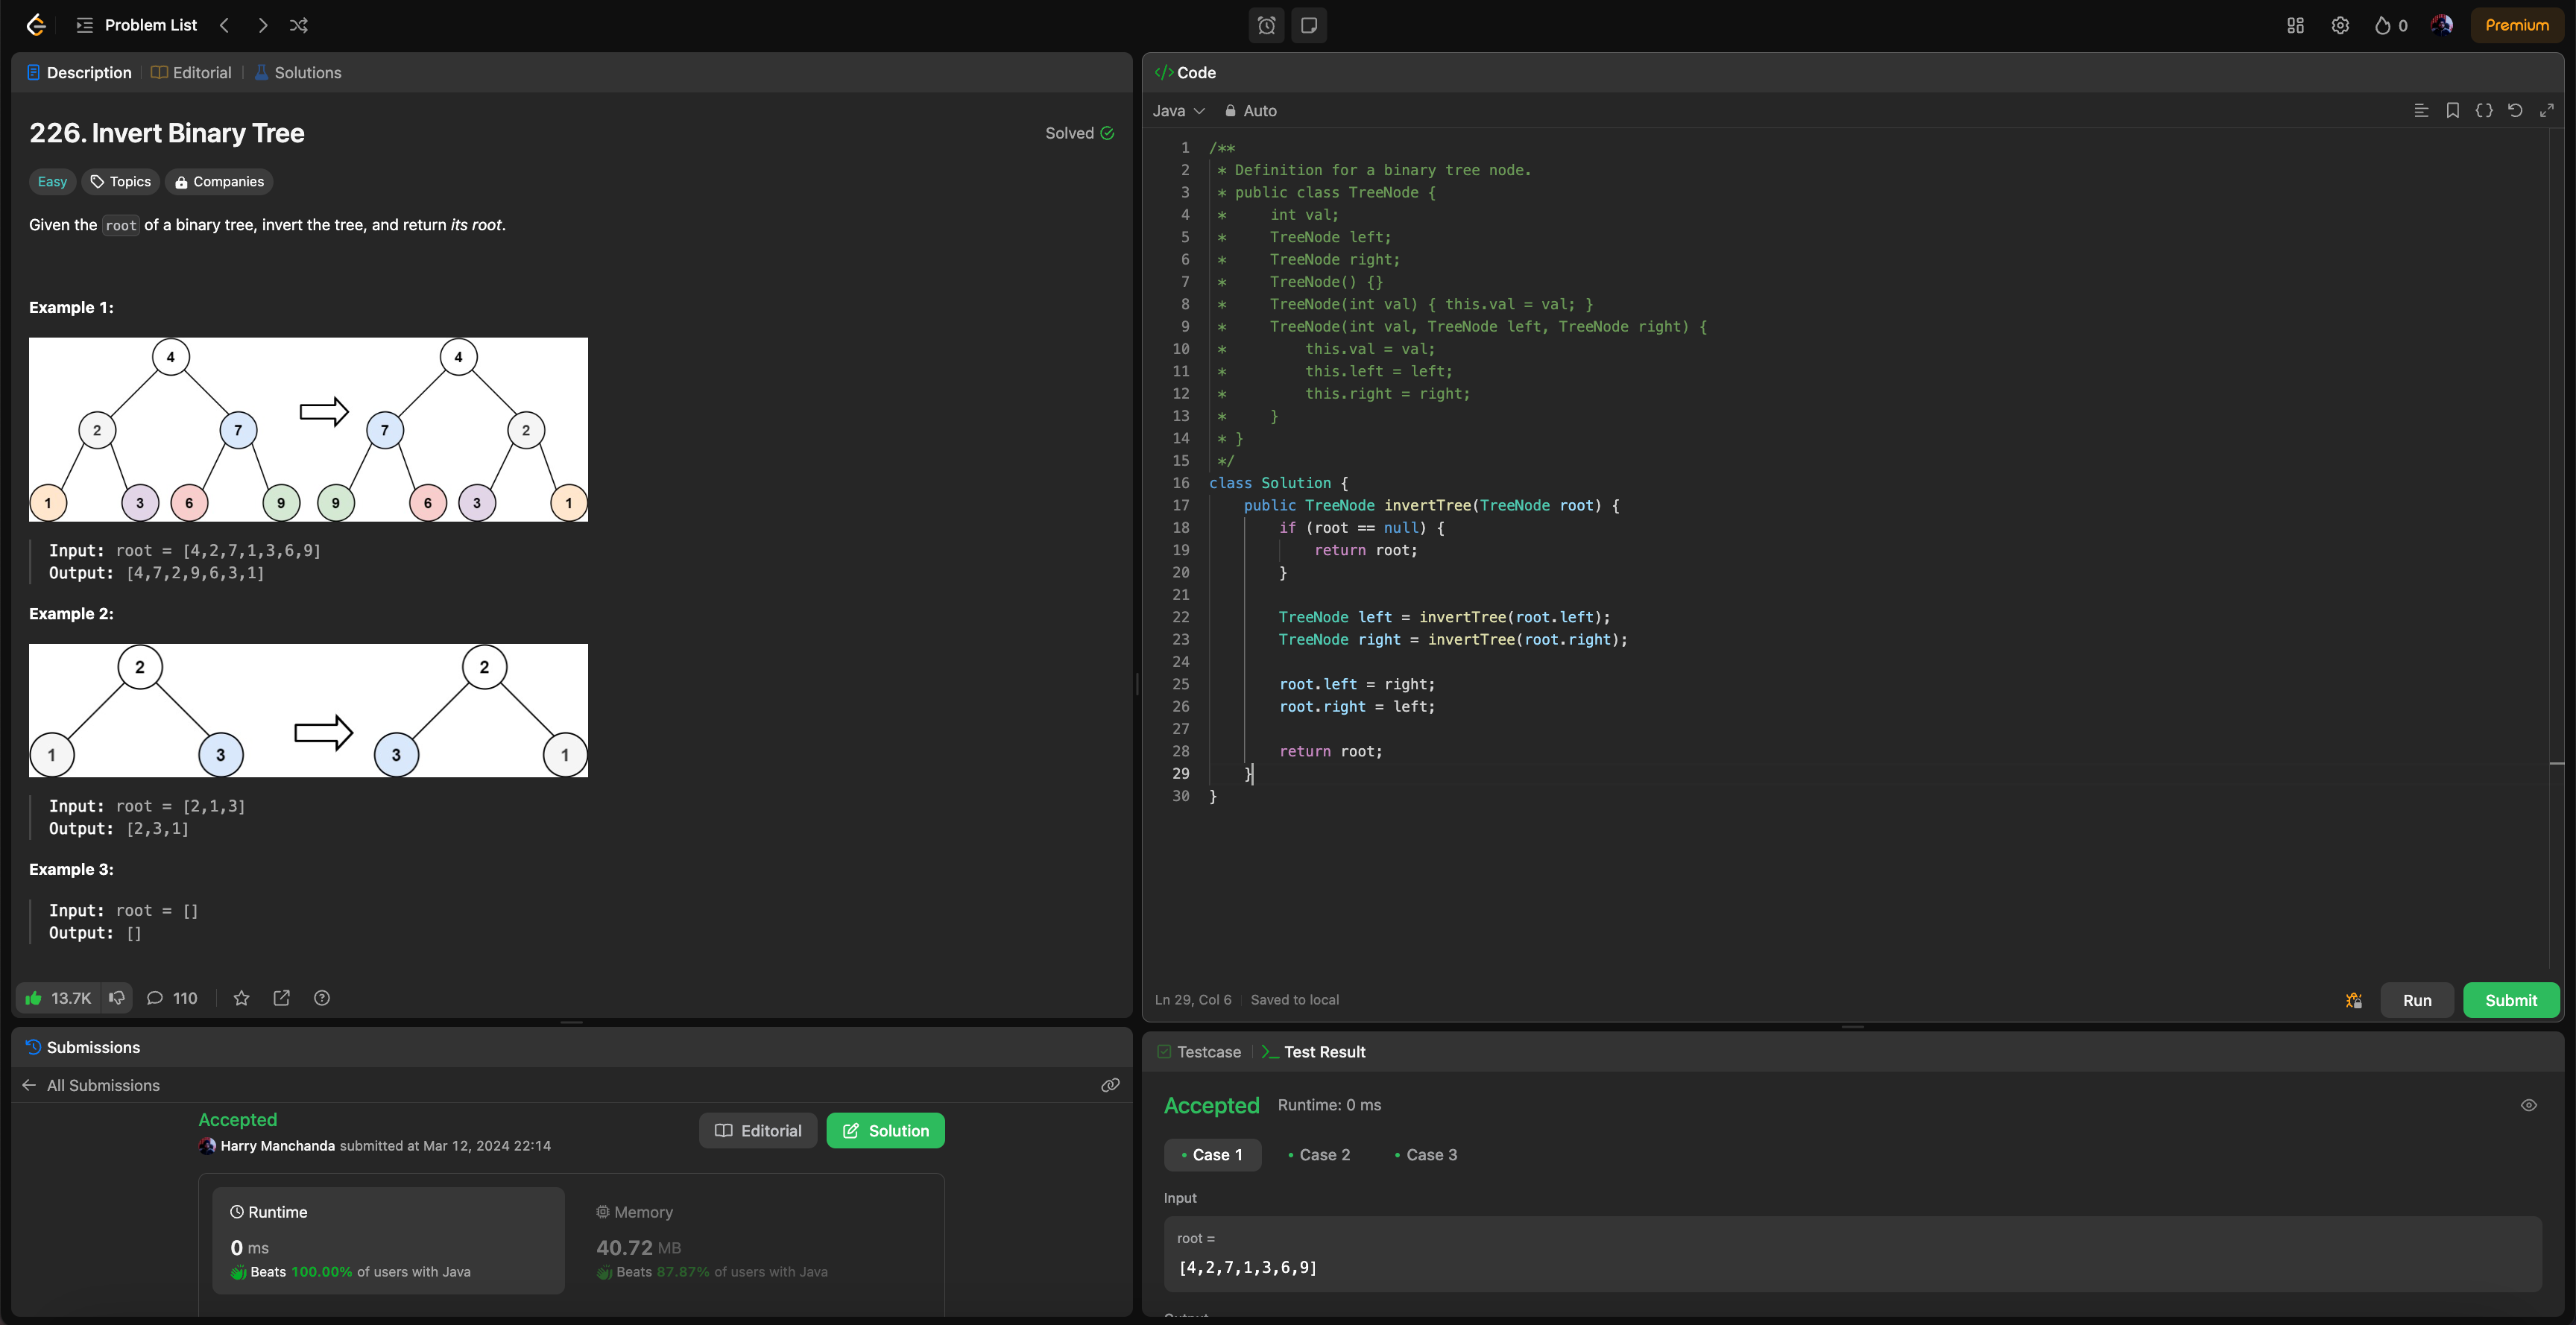 Problem List
0
Premium
Description
Editorial
Solutions
226. Invert Binary Tree
Solved
Easy
Topics
Companies
Given the root of a binary tree, invert the tree, and return its root.
Example 1:
4
4
2
7
7
2
1
3
6
9
9
6
3
1
Input: root = [4,2,7,1,3,6,9]
Output: [4,7,2,9,6,3,1]
Example 2:
2
2
1
3
3
1
Input: root = [2,1,3]
Output: [2,3,1]
Example 3:
Input: root = []
Output: []
13.7K
110
Submissions
All Submissions
Accepted
Harry Manchanda submitted at Mar 12, 2024 22:14
Editorial
Solution
Runtime
0 ms
Beats 100.00% of users with Java
Memory
40.72 MB
Beats 87.87% of users with Java
</> Code
Java
Auto
1 /**
2 * Definition for a binary tree node.
3 * public class TreeNode {
4 *     int val;
5 *     TreeNode left;
6 *     TreeNode right;
7 *     TreeNode() {}
8 *     TreeNode(int val) { this.val = val; }
9 *     TreeNode(int val, TreeNode left, TreeNode right) {
10 *         this.val = val;
11 *         this.left = left;
12 *         this.right = right;
13 *     }
14 * }
15 */
16 class Solution {
17     public TreeNode invertTree(TreeNode root) {
18         if (root == null) {
19             return root;
20         }
21
22         TreeNode left = invertTree(root.left);
23         TreeNode right = invertTree(root.right);
24
25         root.left = right;
26         root.right = left;
27
28         return root;
29     }
30 }
Ln 29, Col 6
Saved to local
Run
Submit
Testcase
Test Result
Accepted
Runtime: 0 ms
Case 1
Case 2
Case 3
Input
root =
[4,2,7,1,3,6,9]